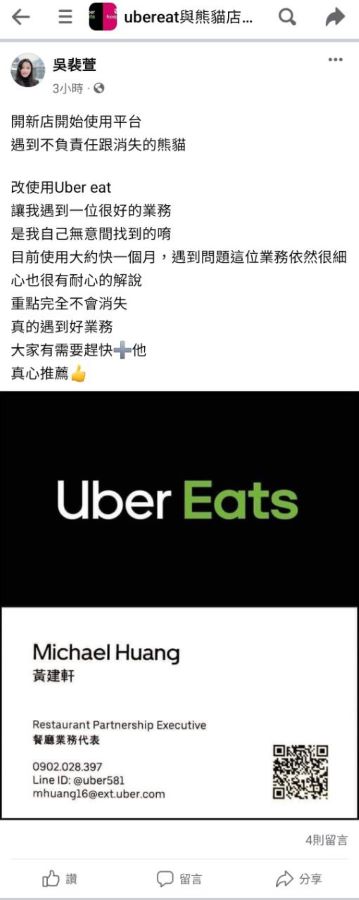 ubereat與熊貓店...
吳裴萱
3小時
開新店開始使用平台
遇到不負責任跟消失的熊貓
改使用Uber eat
讓我遇到一位很好的業務
是我自己無意間找到的唷
目前使用大約快一個月，遇到問題這位業務依然很細
心也很有耐心的解說
重點完全不會消失
真的遇到好業務
大家有需要趕快➕他
真心推薦👍
Uber Eats
Michael Huang
黃建軒
Restaurant Partnership Executive
餐廳業務代表
0902.028.397
Line ID: @uber581
mhuang16@ext.uber.com
4則留言
讚
留言
分享